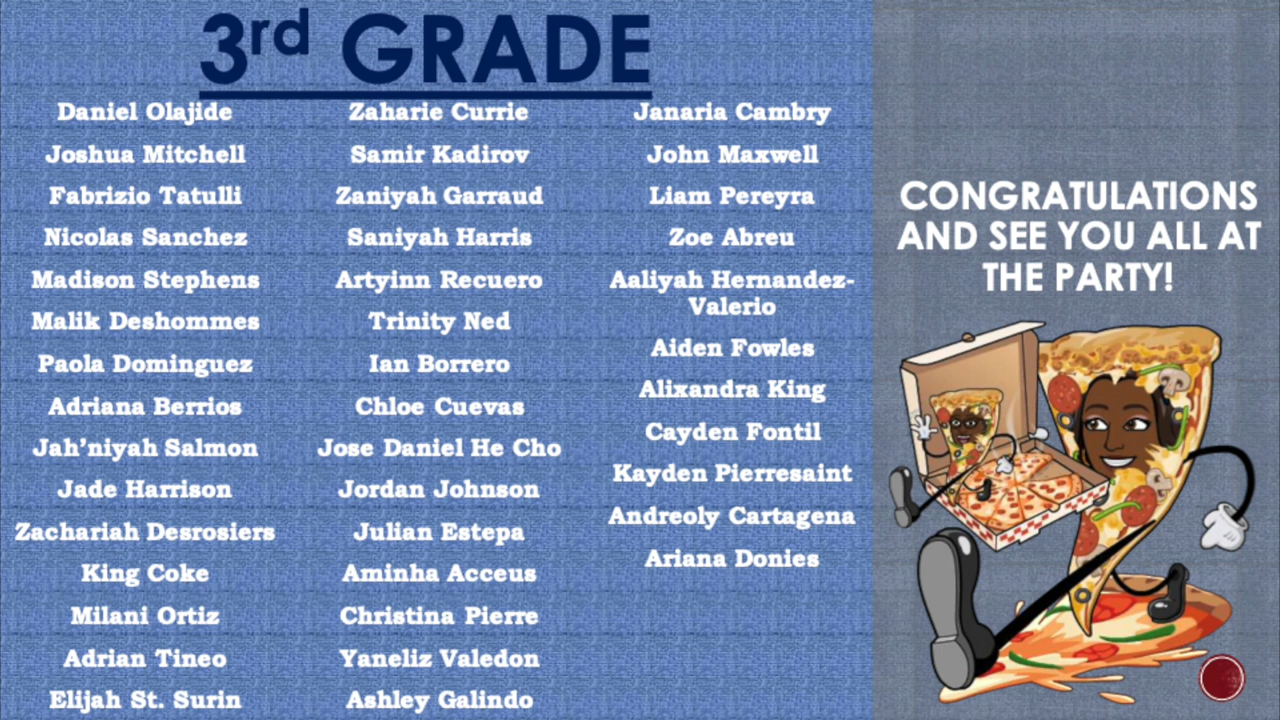 3rd GRADE
Daniel Olajide
Joshua Mitchell
Fabrizio Tatulli
Nicolas Sanchez
Madison Stephens
Malik Deshommes
Paola Dominguez
Adriana Berrios
Jah’niyah Salmon
Jade Harrison
Zachariah Desrosiers
King Coke
Milani Ortiz
Adrian Tineo
Elijah St. Surin
Zaharie Currie
Samir Kadirov
Zaniyah Garraud
Saniyah Harris
Artyinn Recuero
Trinity Ned
Ian Borrero
Chloe Cuevas
Jose Daniel He Cho
Jordan Johnson
Julian Estepa
Aminha Acceus
Christina Pierre
Yaneliz Valedon
Ashley Galindo
Janaria Cambry
John Maxwell
Liam Pereyra
Zoe Abreu
Aaliyah Hernandez-
Valerio
Aiden Fowles
Alixandra King
Cayden Fontil
Kayden Pierresaint
Andreoly Cartagena
Ariana Donies
CONGRATULATIONS
AND SEE YOU ALL AT
THE PARTY!